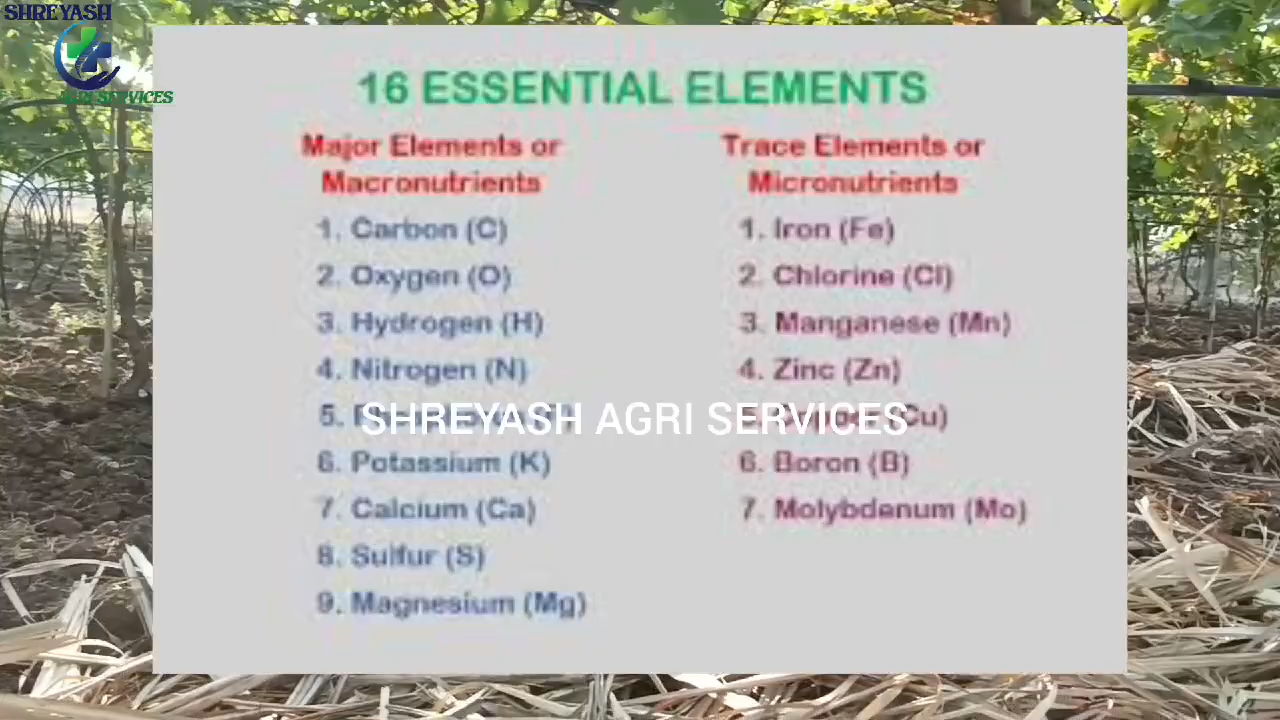 SHREYASH
AGRI SERVICES
16 ESSENTIAL ELEMENTS
Major Elements or
Macronutrients
1. Carbon (C)
2. Oxygen (O)
3. Hydrogen (H)
4. Nitrogen (N)
5.
6. Potassium (K)
7. Calcium (Ca)
8. Sulfur (S)
9. Magnesium (Mg)
Trace Elements or
Micronutrients
1. Iron (Fe)
2. Chlorine (Cl)
3. Manganese (Mn)
4. Zinc (Zn)
(Cu)
6. Boron (B)
7. Molybdenum (Mo)
SHREYASH AGRI SERVICES